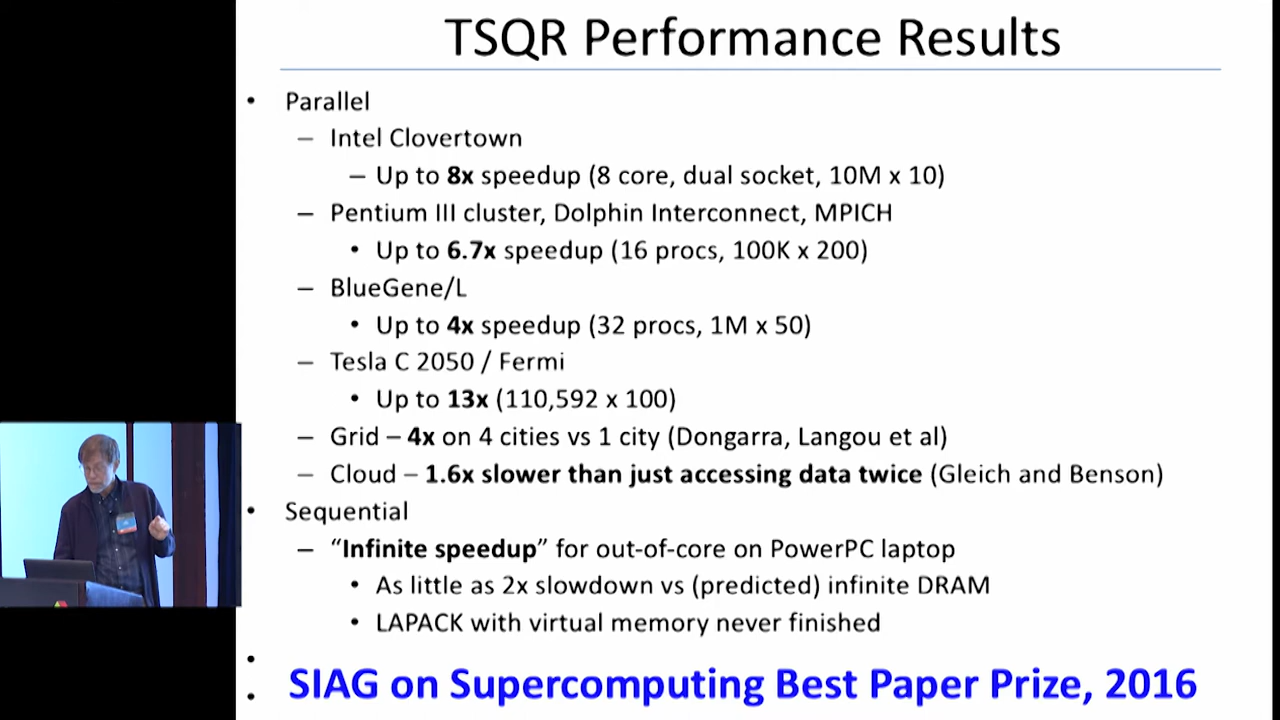 TSQR Performance Results
• Parallel
– Intel Clovertown
– Up to 8x speedup (8 core, dual socket, 10M x 10)
– Pentium III cluster, Dolphin Interconnect, MPICH
• Up to 6.7x speedup (16 procs, 100K x 200)
– BlueGene/L
• Up to 4x speedup (32 procs, 1M x 50)
– Tesla C 2050 / Fermi
• Up to 13x (110,592 x 100)
– Grid – 4x on 4 cities vs 1 city (Dongarra, Langou et al)
– Cloud – 1.6x slower than just accessing data twice (Gleich and Benson)
• Sequential
– “Infinite speedup” for out-of-core on PowerPC laptop
• As little as 2x slowdown vs (predicted) infinite DRAM
• LAPACK with virtual memory never finished
•
• SIAG on Supercomputing Best Paper Prize, 2016